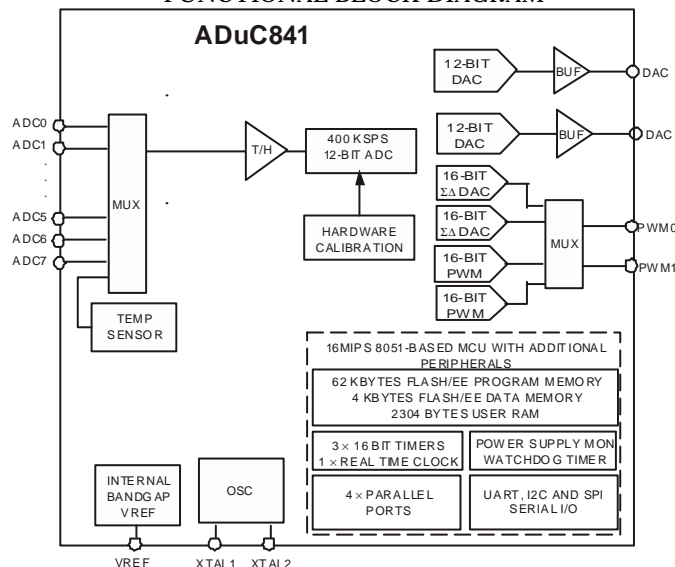 FUNCTIONAL BLOCK DIAGRAM
ADuC841
12-BIT
DAC
BUF
DAC
12-BIT
DAC
BUF
DAC
ADC0
ADC1
.
.
.
ADC5
ADC6
ADC7
MUX
T/H
400 KSPS
12-BIT ADC
HARDWARE
CALIBRATION
TEMP
SENSOR
16-BIT
ΣΔ DAC
16-BIT
ΣΔ DAC
16-BIT
PWM
16-BIT
PWM
MUX
PWM0
PWM1
16MIPS 8051-BASED MCU WITH ADDITIONAL
PERIPHERALS
62 KBYTES FLASH/EE PROGRAM MEMORY
4 KBYTES FLASH/EE DATA MEMORY
2304 BYTES USER RAM
3 × 16 BIT TIMERS
1 × REAL TIME CLOCK
POWER SUPPLY MON
WATCHDOG TIMER
4 × PARALLEL
PORTS
UART, I2C AND SPI
SERIAL I/O
INTERNAL
BANDGAP
VREF
OSC
VREF
XTAL1
XTAL2